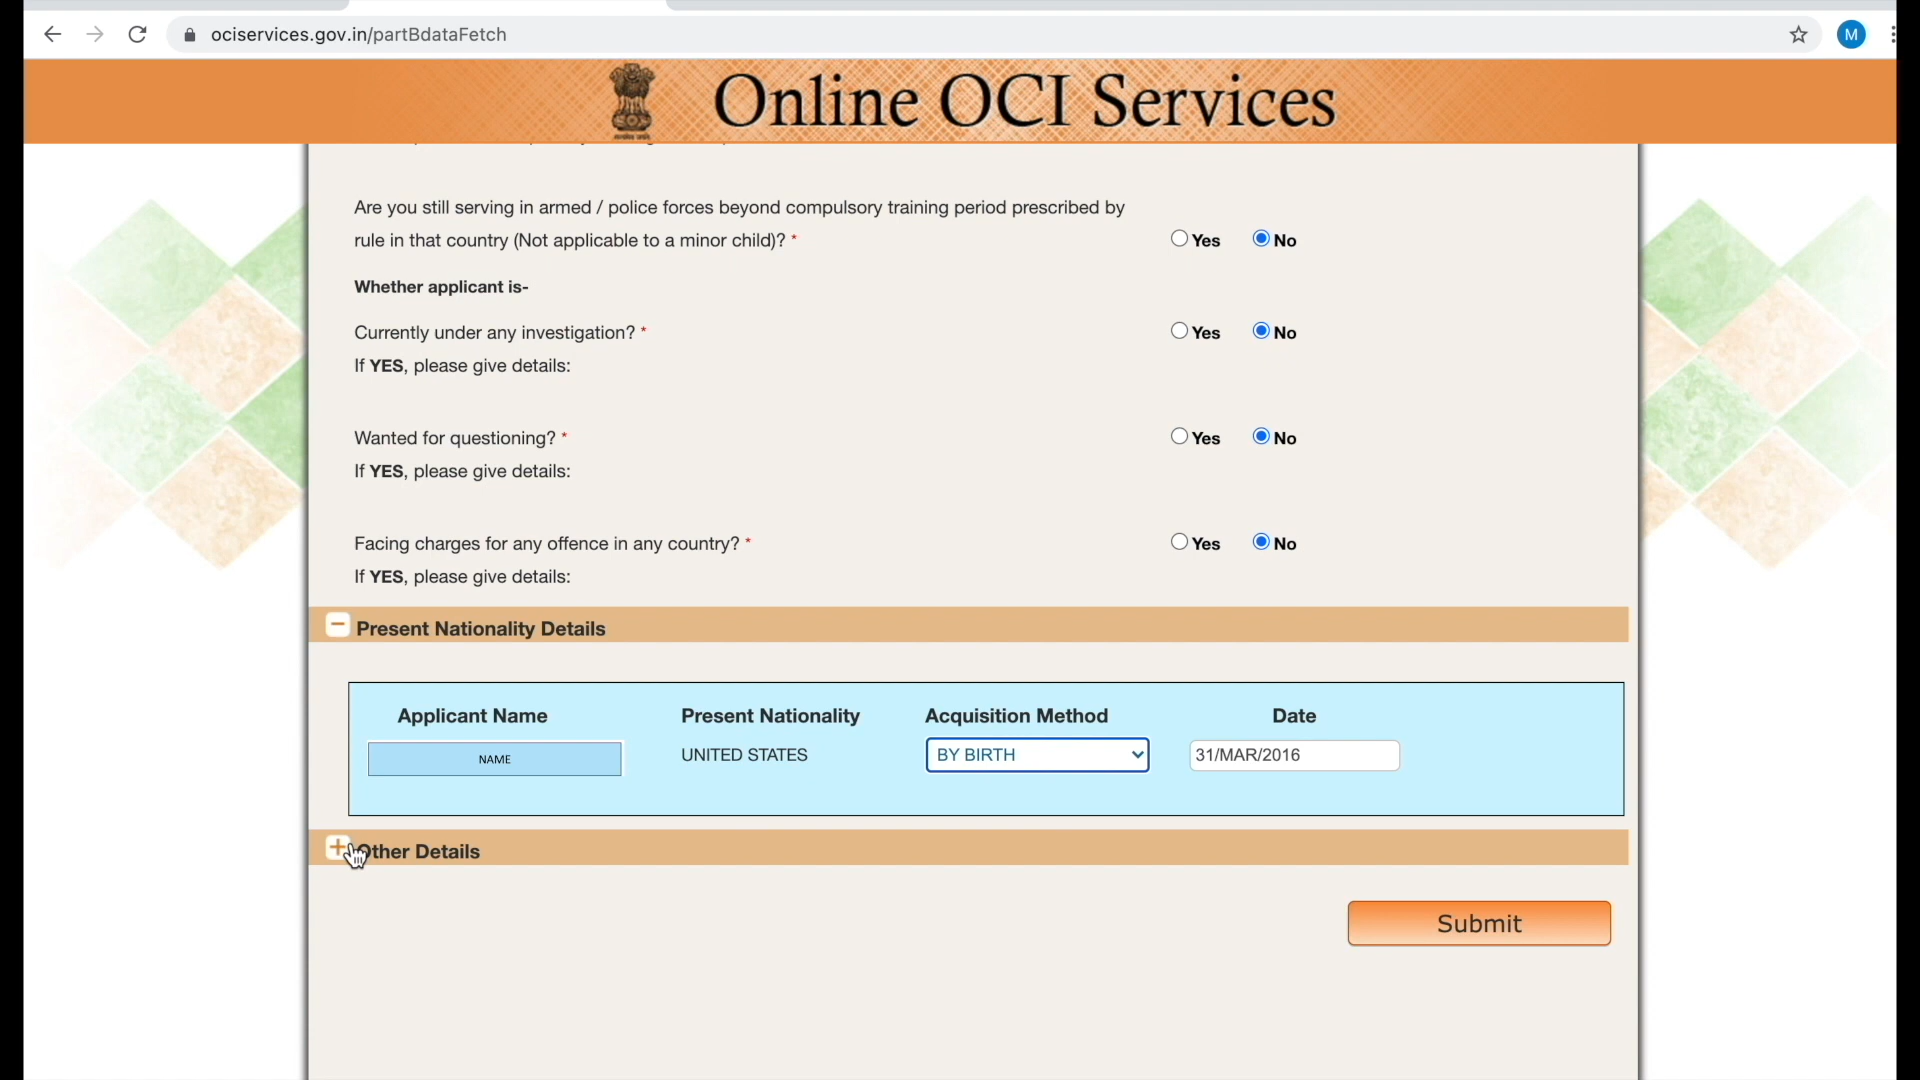 ociservices.gov.in/partBdataFetch
M
Online OCI Services
Are you still serving in armed / police forces beyond compulsory training period prescribed by
rule in that country (Not applicable to a minor child)? *
Yes No
Whether applicant is-
Currently under any investigation? *
Yes No
If YES, please give details:
Wanted for questioning? *
Yes No
If YES, please give details:
Facing charges for any offence in any country? *
Yes No
If YES, please give details:
Present Nationality Details
Applicant Name Present Nationality Acquisition Method Date
NAME UNITED STATES BY BIRTH 31/MAR/2016
Other Details
Submit